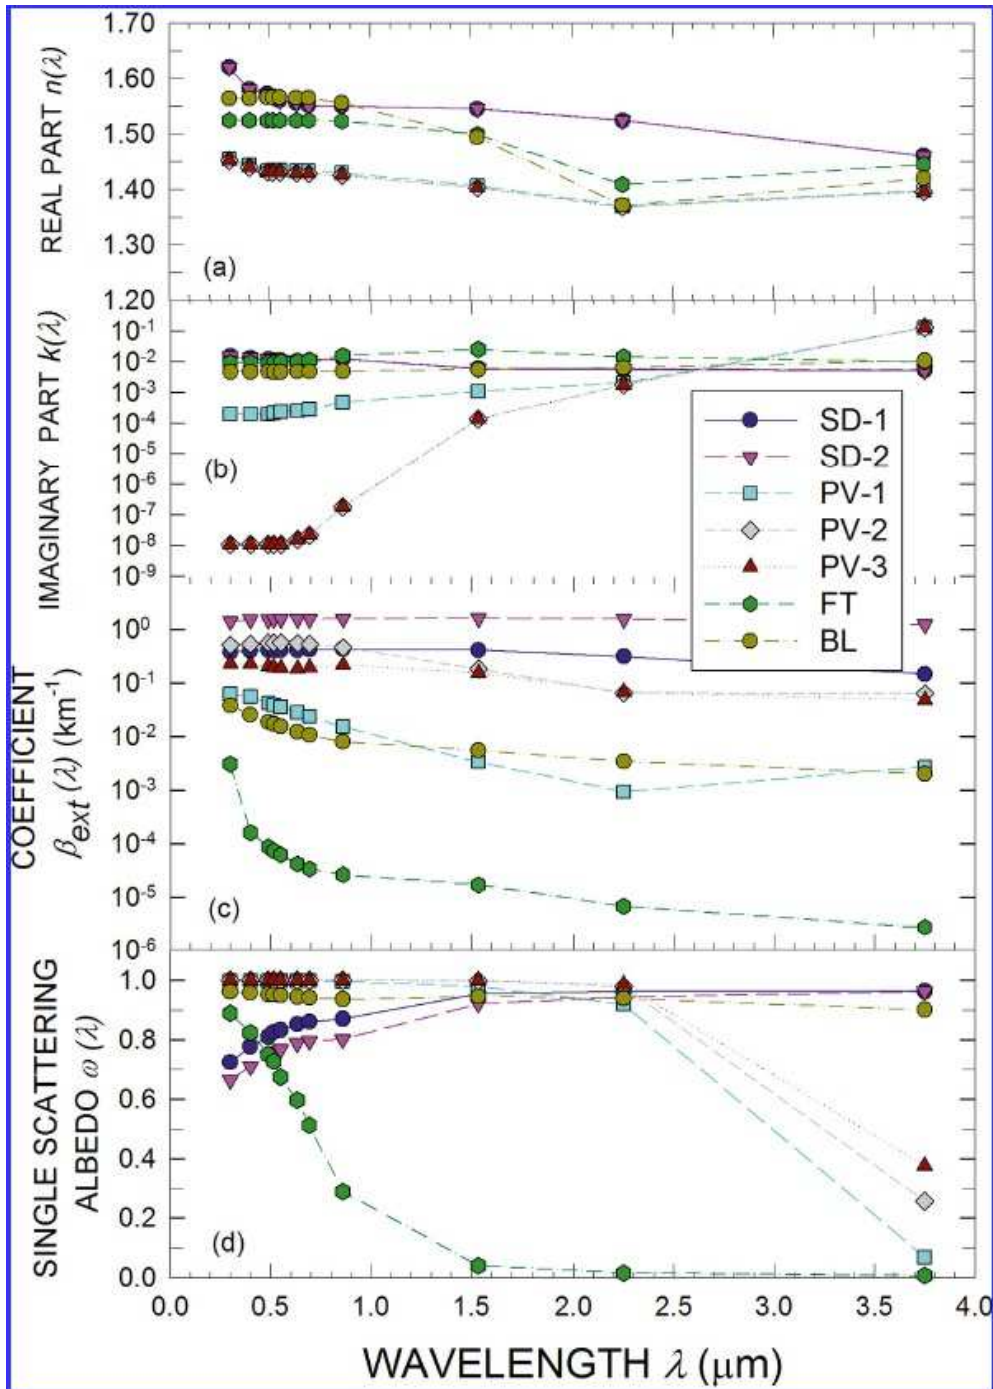 REAL PART n(λ)
1.70
1.60
1.50
1.40
1.30
1.20
(a)
IMAGINARY PART k(λ)
10⁻¹
10⁻²
10⁻³
10⁻⁴
10⁻⁵
10⁻⁶
10⁻⁷
10⁻⁸
10⁻⁹
(b)
SD-1
SD-2
PV-1
PV-2
PV-3
FT
BL
COEFFICIENT
βext (λ) (km⁻¹)
10⁰
10⁻¹
10⁻²
10⁻³
10⁻⁴
10⁻⁵
10⁻⁶
(c)
SINGLE SCATTERING
ALBEDO ω (λ)
1.0
0.8
0.6
0.4
0.2
0.0
(d)
0.0 0.5 1.0 1.5 2.0 2.5 3.0 3.5 4.0
WAVELENGTH λ (μm)